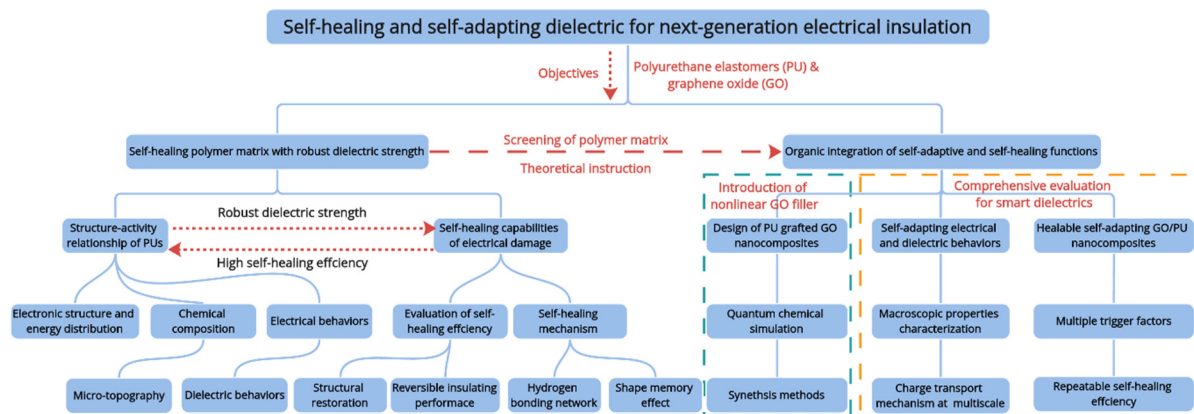 Self-healing and self-adapting dielectric for next-generation electrical insulation
Objectives
Polyurethane elastomers (PU) &
graphene oxide (GO)
Self-healing polymer matrix with robust dielectric strength
Screening of polymer matrix
Theoretical instruction
Organic integration of self-adaptive and self-healing functions
Introduction of
nonlinear GO filler
Comprehensive evaluation
for smart dielectrics
Structure-activity
relationship of PUs
Robust dielectric strength
High self-healing effciency
Self-healing capabilities
of electrical damage
Design of PU grafted GO
nanocomposites
Self-adapting electrical
and dielectric behaviors
Healable self-adapting GO/PU
nanocomposites
Electronic structure and
energy distribution
Chemical
composition
Electrical behaviors
Evaluation of self-
healing effciency
Self-healing
mechanism
Quantum chemical
simulation
Macroscopic properties
characterization
Multiple trigger factors
Micro-topography
Dielectric behaviors
Structural
restoration
Reversible insulating
performace
Hydrogen
bonding network
Shape memory
effect
Synethsis methods
Charge transport
mechanism at multiscale
Repeatable self-healing
effciency